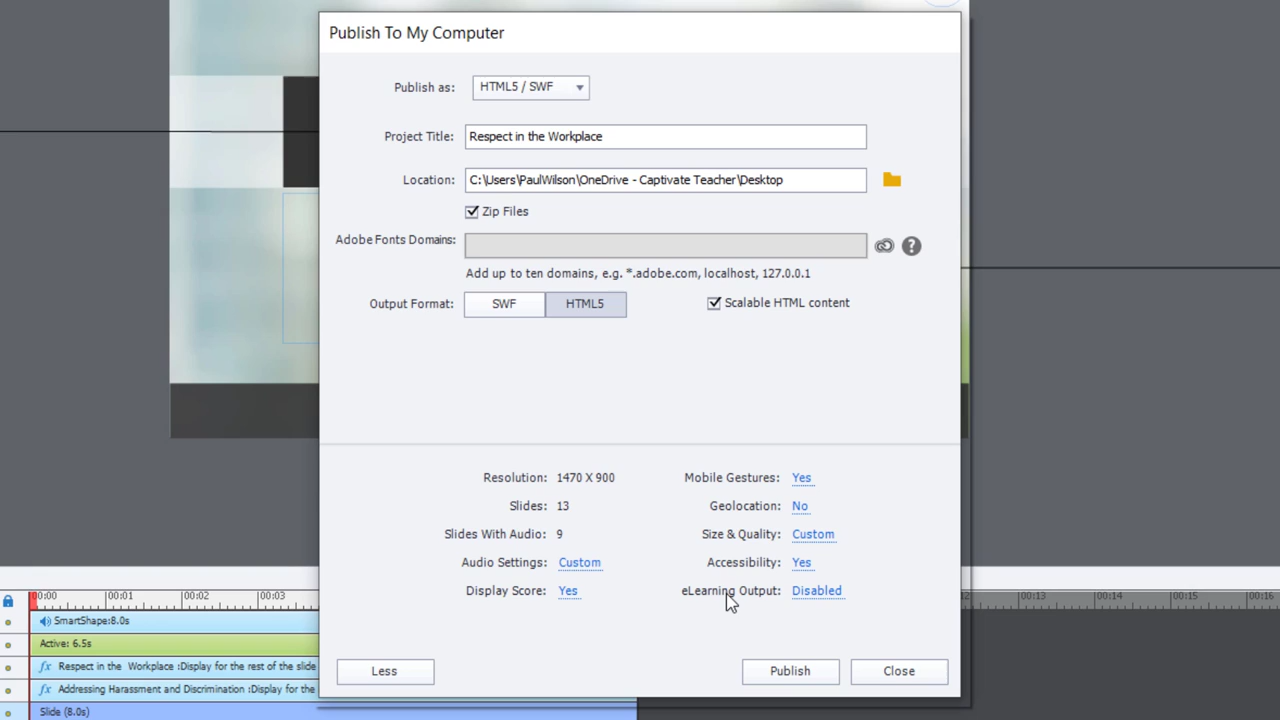 Publish To My Computer
Publish as: HTML5 / SWF
Project Title: Respect in the Workplace
Location: C:\Users\PaulWilson\OneDrive - Captivate Teacher\Desktop
Zip Files
Adobe Fonts Domains: ?
Add up to ten domains, e.g. *.adobe.com, localhost, 127.0.0.1
Output Format: SWF HTML5 Scalable HTML content
Resolution: 1470 X 900 Mobile Gestures: Yes
Slides: 13 Geolocation: No
Slides With Audio: 9 Size & Quality: Custom
Audio Settings: Custom Accessibility: Yes
Display Score: Yes eLearning Output: Disabled
00:00 00:01 00:02 00:03 12 00:13 00:14 00:15 00:16
SmartShape:8.0s
Active: 6.5s
fx Respect in the Workplace :Display for the rest of the slide
Less Publish Close
fx Addressing Harassment and Discrimination :Display for the
Slide (8.0s)